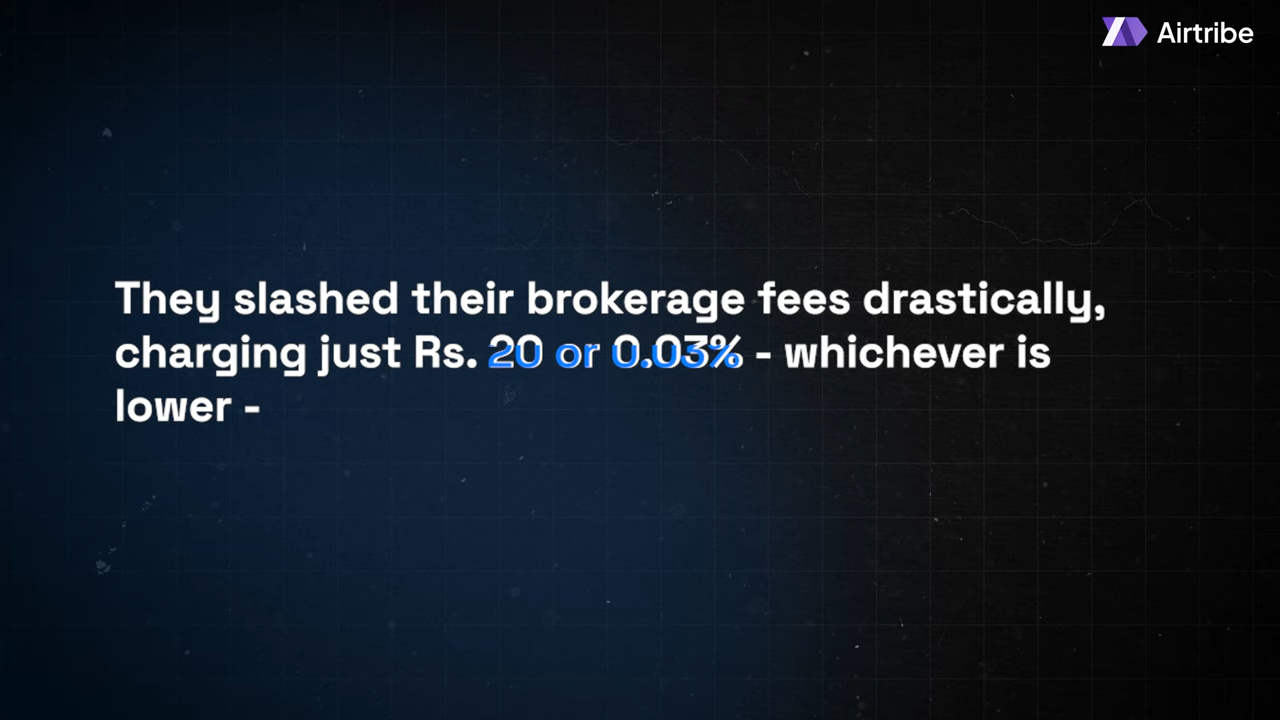 Airtribe
They slashed their brokerage fees drastically,
charging just Rs. 20 or 0.03% - whichever is
lower -